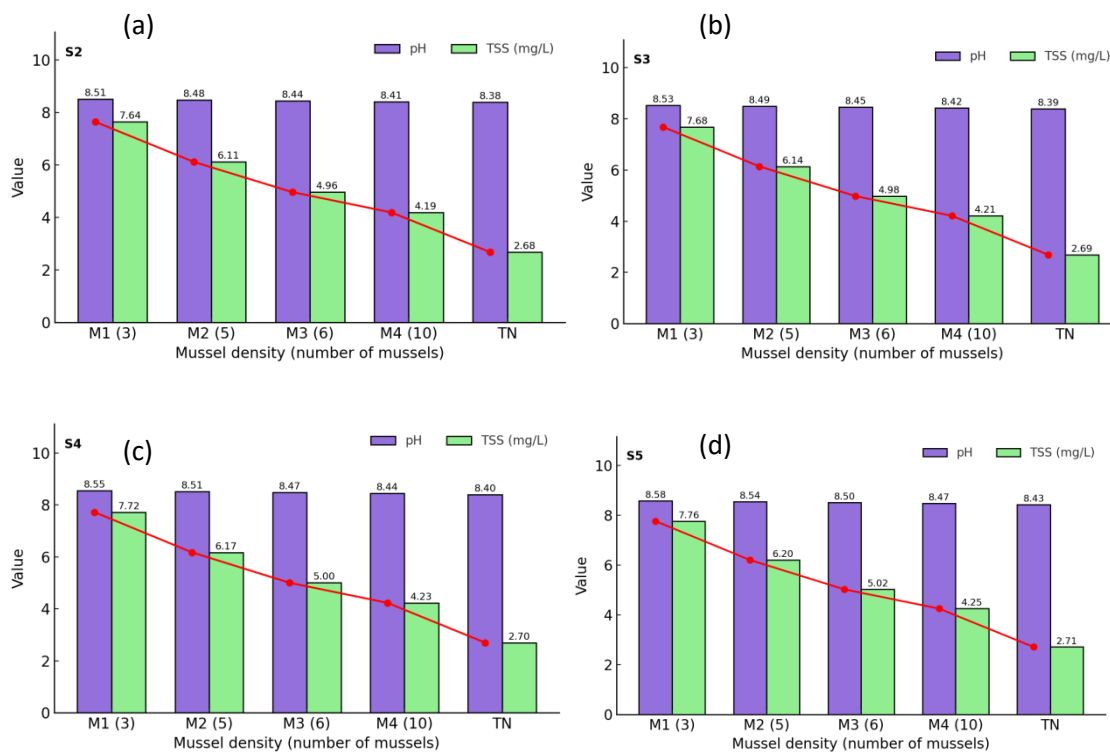 (a)
S2
pH TSS (mg/L)
10
8
6
4
2
0
Value
8.51 8.48 8.44 8.41 8.38
7.64 6.11 4.96 4.19 2.68
M1 (3) M2 (5) M3 (6) M4 (10) TN
Mussel density (number of mussels)
(b)
S3
pH TSS (mg/L)
10
8
6
4
2
0
Value
8.53 8.49 8.45 8.42 8.39
7.68 6.14 4.98 4.21 2.69
M1 (3) M2 (5) M3 (6) M4 (10) TN
Mussel density (number of mussels)
(c)
S4
pH TSS (mg/L)
10
8
6
4
2
0
Value
8.55 8.51 8.47 8.44 8.40
7.72 6.17 5.00 4.23 2.70
M1 (3) M2 (5) M3 (6) M4 (10) TN
Mussel density (number of mussels)
(d)
S5
pH TSS (mg/L)
10
8
6
4
2
0
Value
8.58 8.54 8.50 8.47 8.43
7.76 6.20 5.02 4.25 2.71
M1 (3) M2 (5) M3 (6) M4 (10) TN
Mussel density (number of mussels)